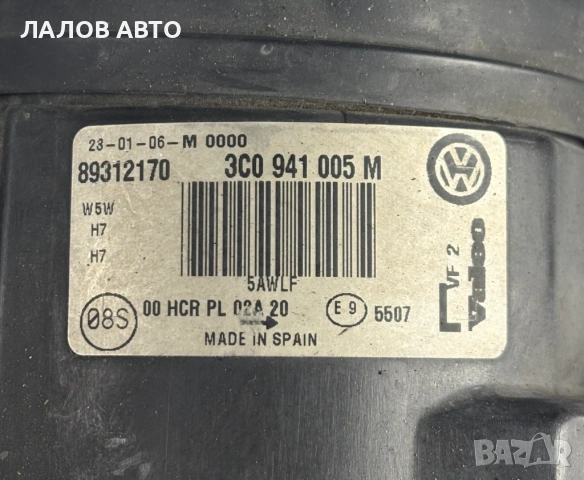 ЛАЛОВ АВТО
23-01-06-M 0000
89312170 3C0 941 005 M
W5W
H7
H7
5AWLF
VF 2
Valeo
08S
00 HCR PL 02A 20
E 9 5507
MADE IN SPAIN
BAZAR